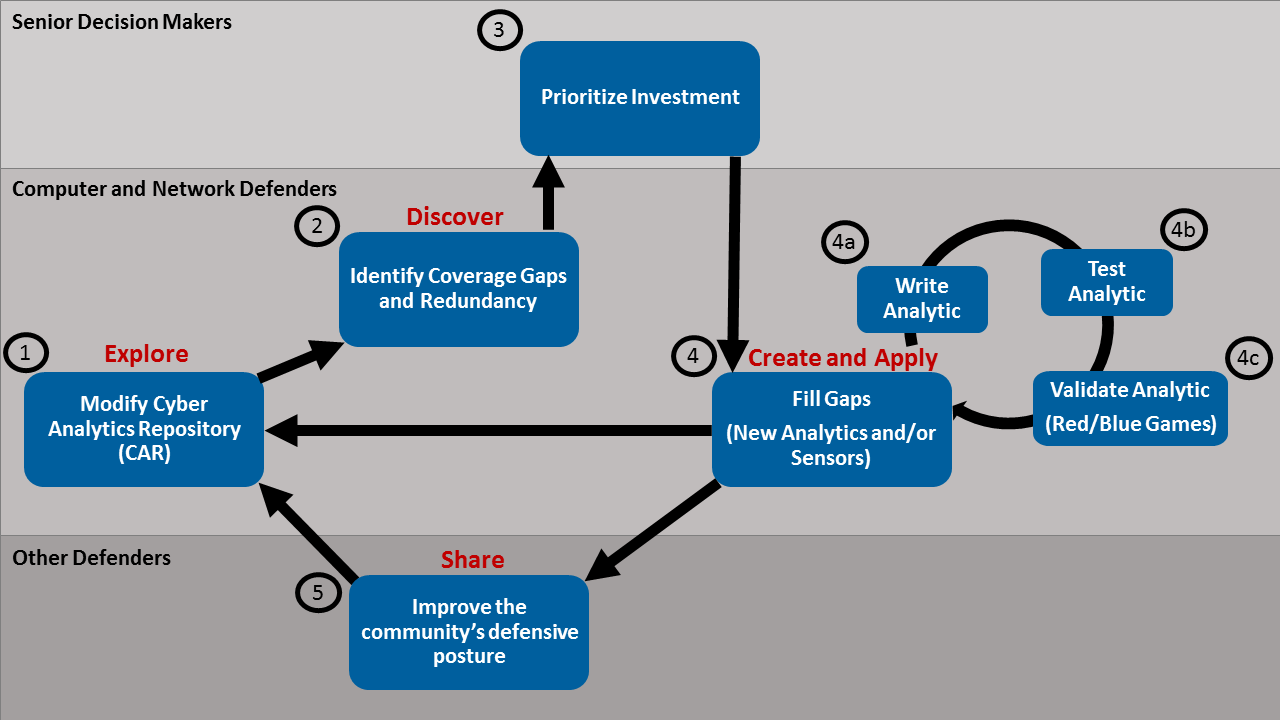 Senior Decision Makers
3
Prioritize Investment
Computer and Network Defenders
2
Discover
Identify Coverage Gaps
and Redundancy
4a
Write
Analytic
4b
Test
Analytic
1
Explore
Modify Cyber
Analytics Repository
(CAR)
4
Create and Apply
Fill Gaps
(New Analytics and/or
Sensors)
4c
Validate Analytic
(Red/Blue Games)
Other Defenders
5
Share
Improve the
community’s defensive
posture